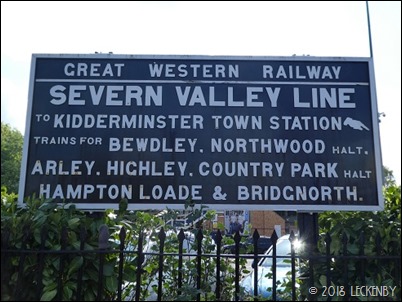 GREAT WESTERN RAILWAY
SEVERN VALLEY LINE
TO KIDDERMINSTER TOWN STATION
TRAINS FOR BEWDLEY, NORTHWOOD HALT,
ARLEY, HIGHLEY, COUNTRY PARK HALT
HAMPTON LOADE & BRIDGNORTH.
© 2013 LECKENBY